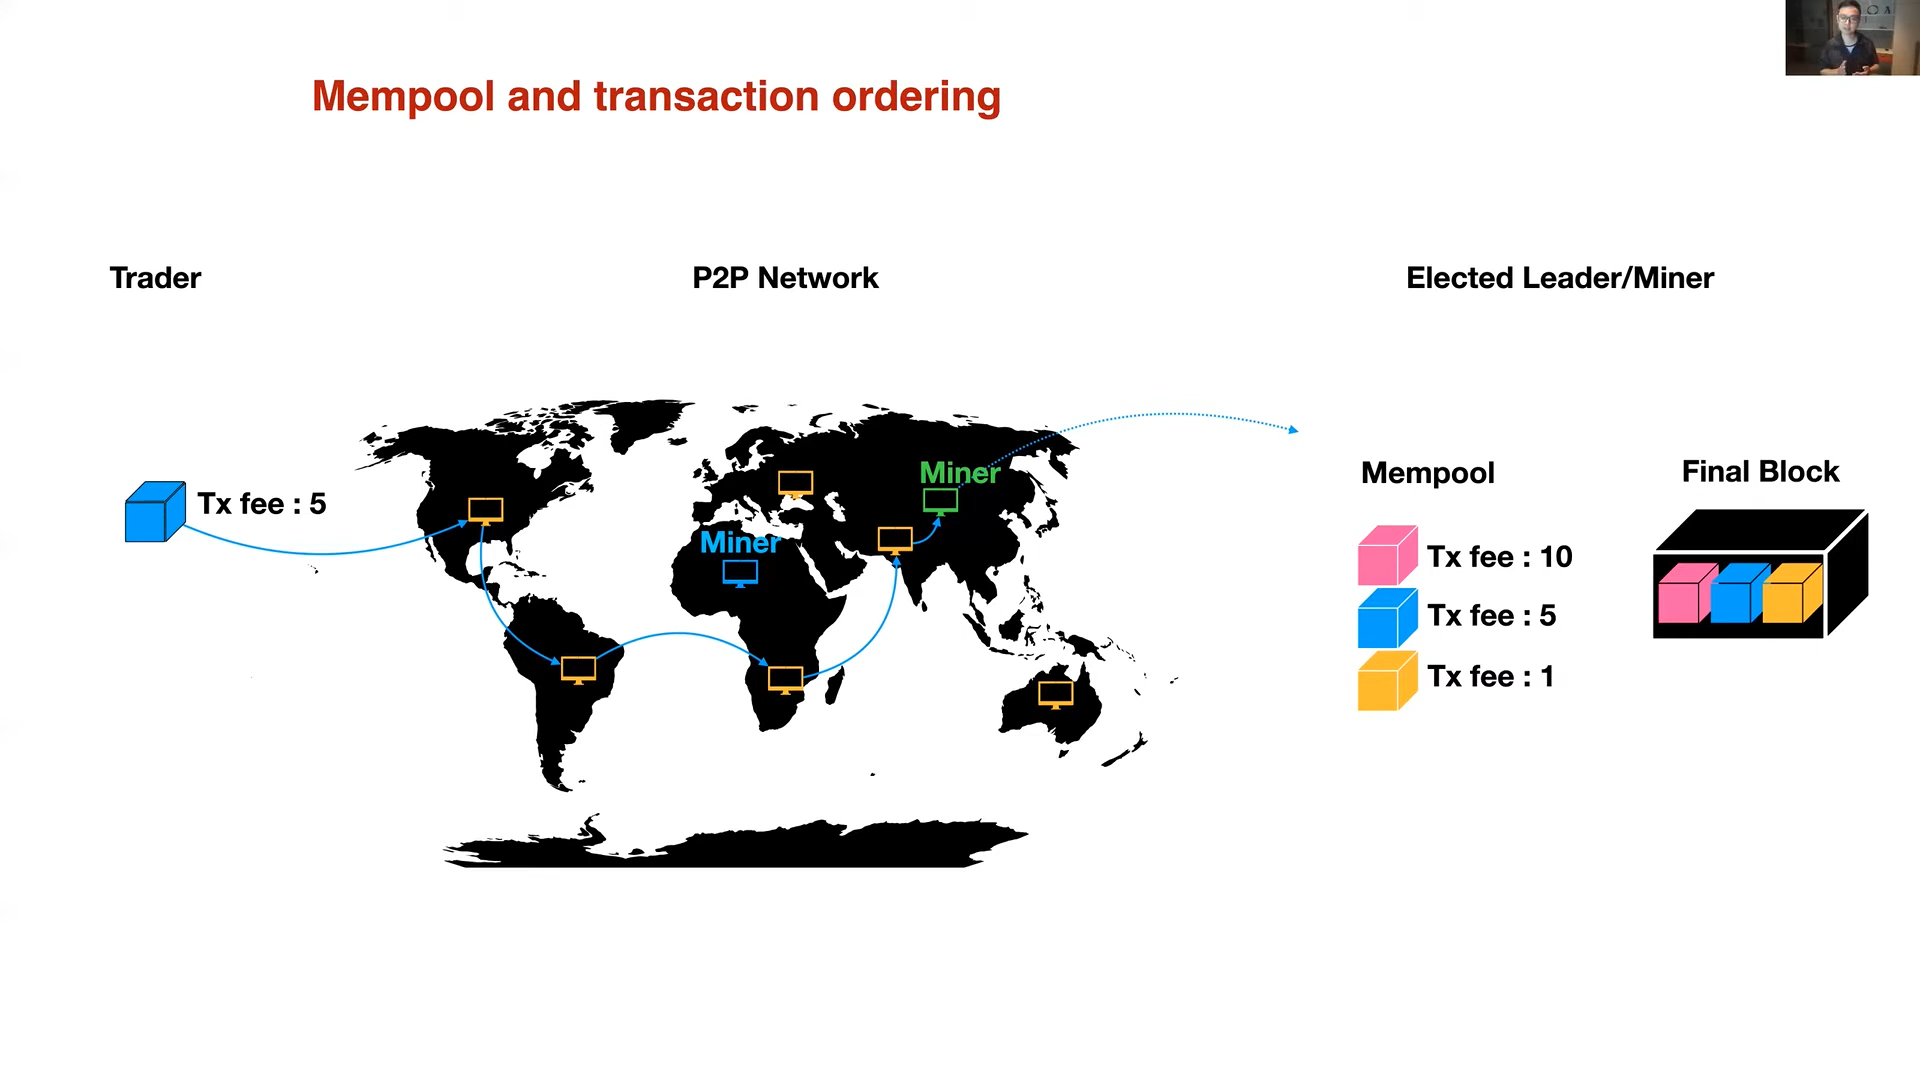 Mempool and transaction ordering
Trader
P2P Network
Elected Leader/Miner
Tx fee : 5
Miner
Miner
Mempool
Final Block
Tx fee : 10
Tx fee : 5
Tx fee : 1